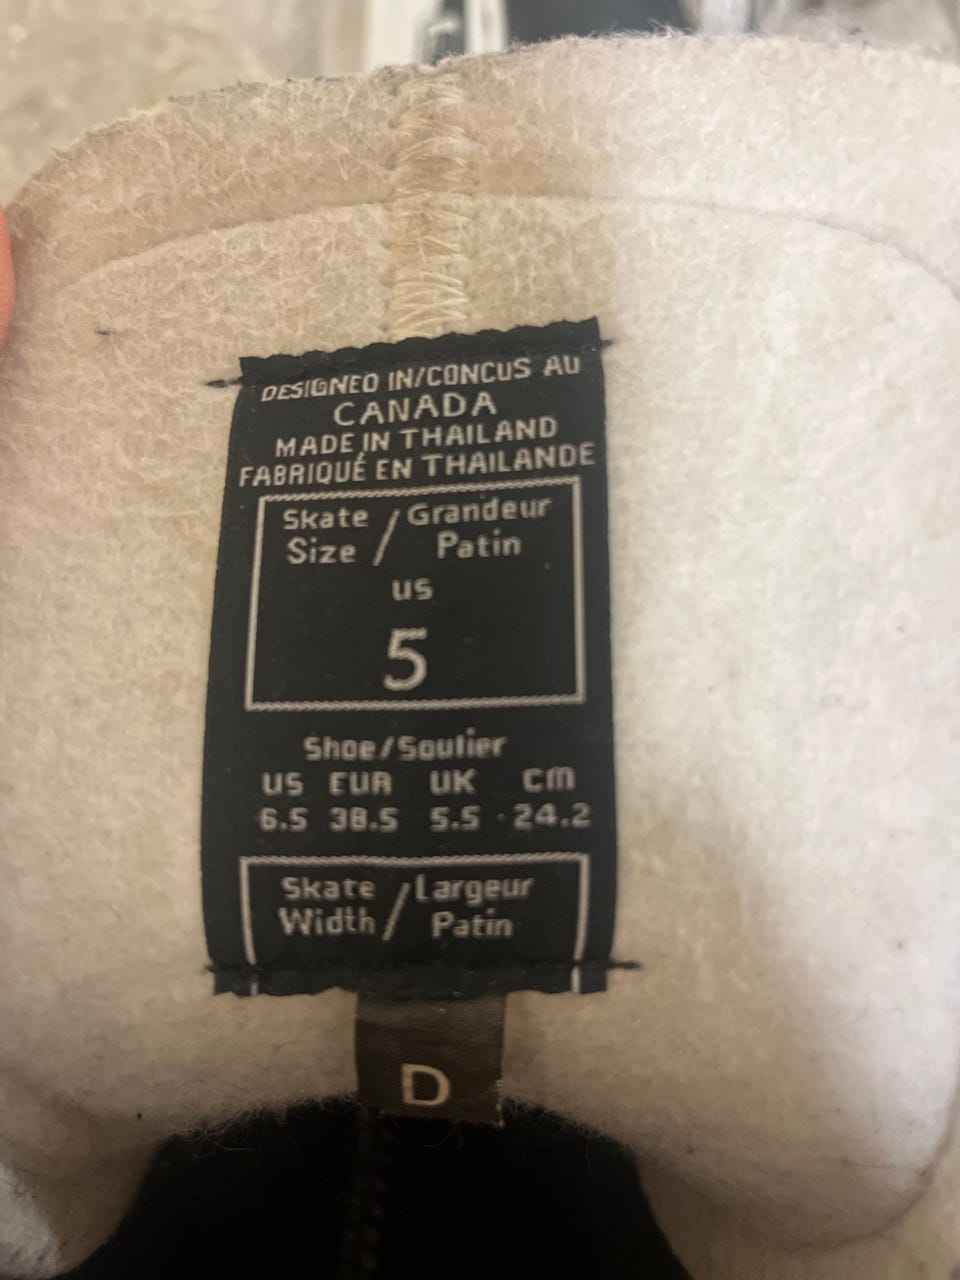 DESIGNED IN/CONCUS AU
CANADA
MADE IN THAILAND
FABRIQUÉ EN THAILANDE
Skate / Grandeur
Size / Patin
us
5
Shoe/Soulier
US EUR UK cm
6.5 38.5 5.5 24.2
Skate / Largeur
Width / Patin
D